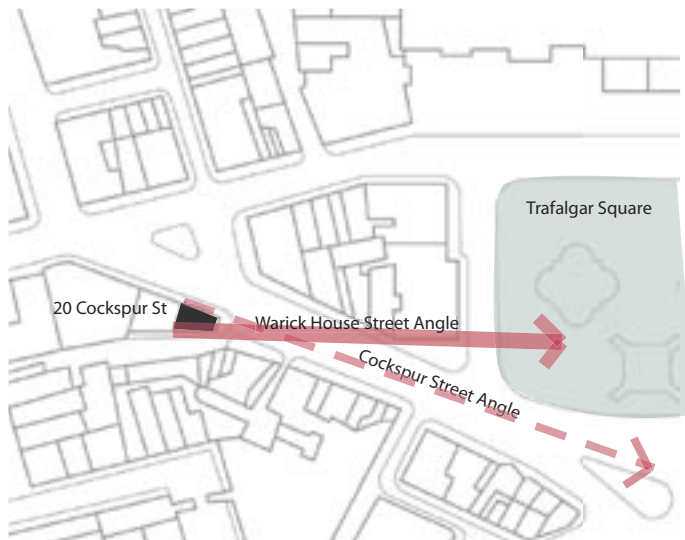 Trafalgar Square
20 Cockspur St
Warick House Street Angle
Cockspur Street Angle